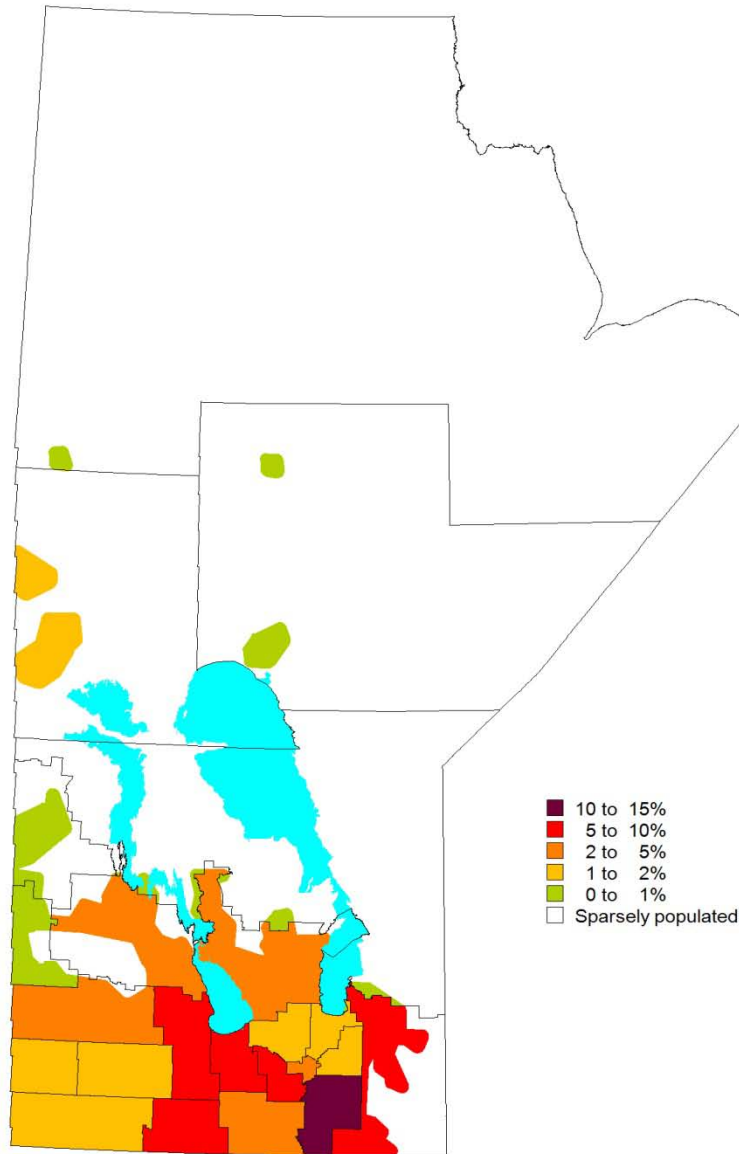 10 to 15%
5 to 10%
2 to 5%
1 to 2%
0 to 1%
Sparsely populated